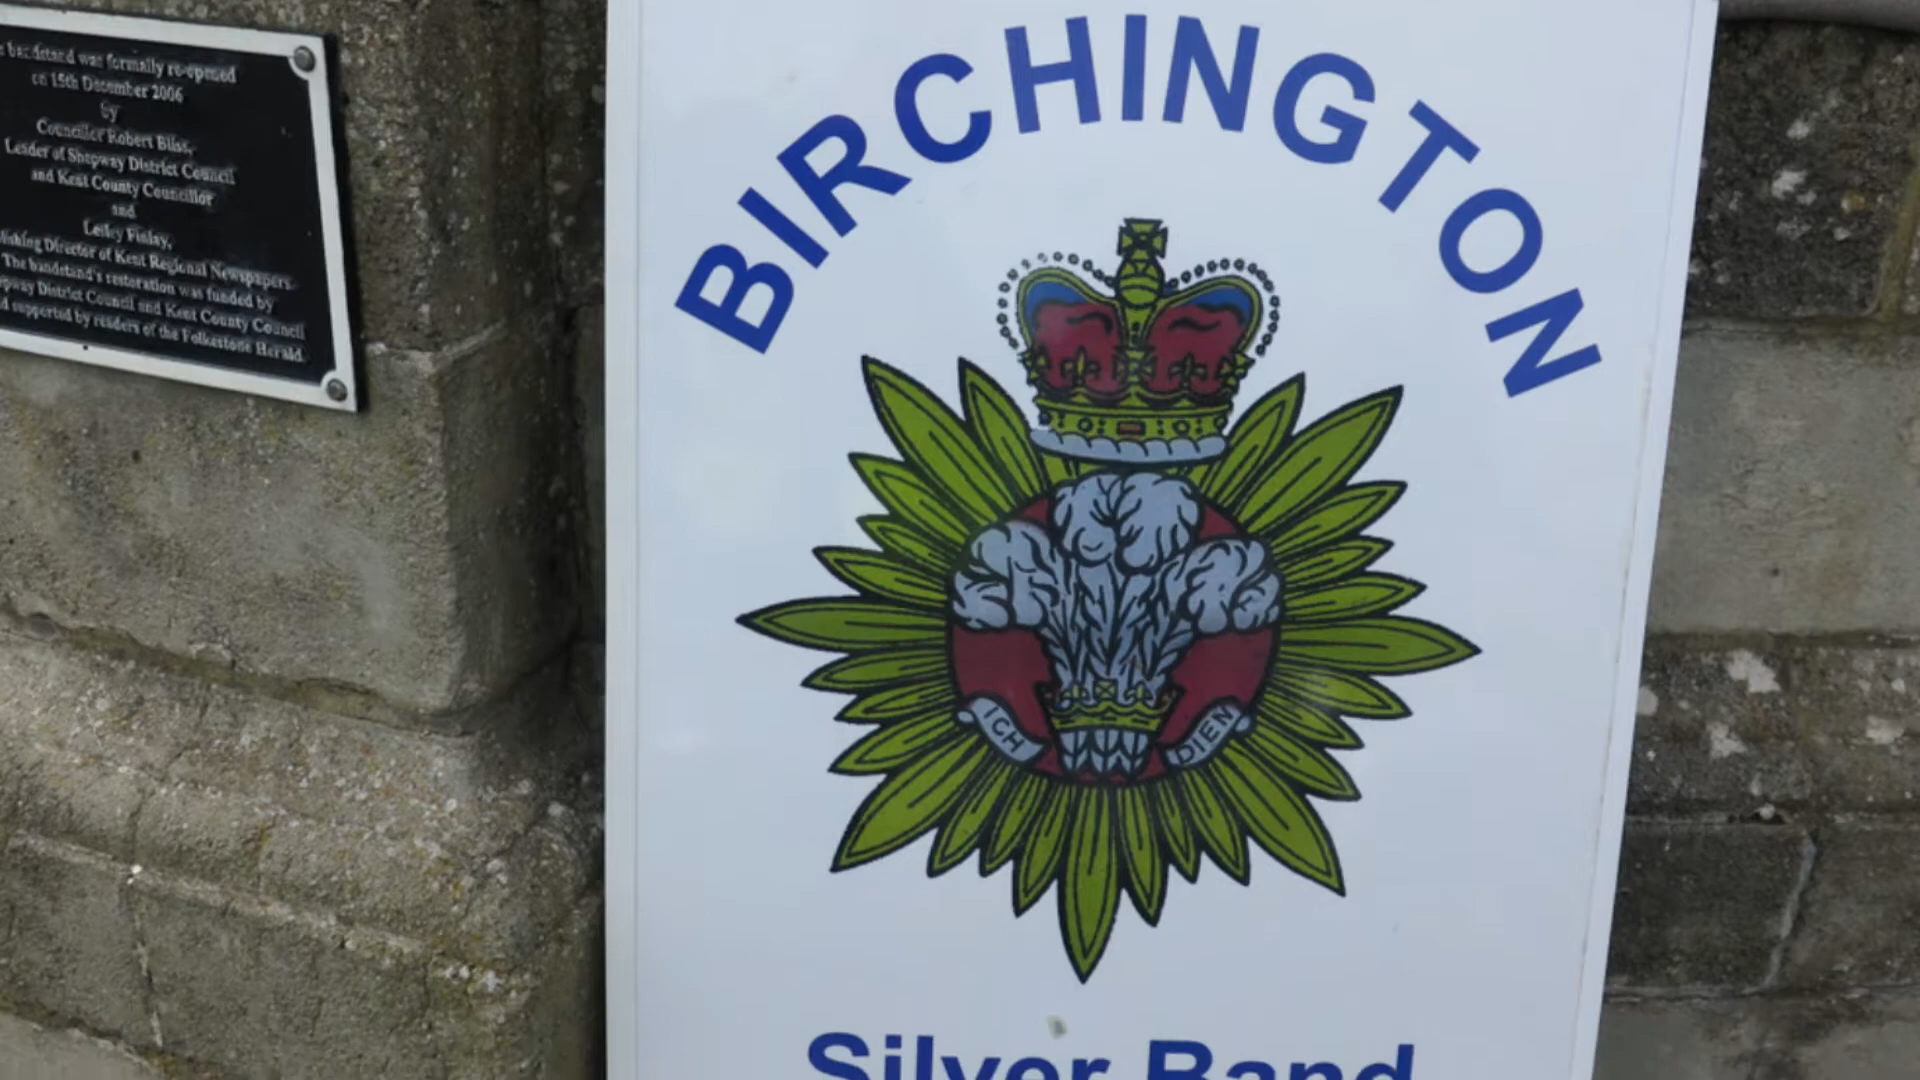 bandstand was formally re-opened
on 15th December 2006
by
Councillor Robert Bliss,
Leader of Shepway District Council
and Kent County Councillor
and
Lesley Finlay,
Director of Kent Regional Newspapers.
The bandstand's restoration was funded by
District Council and Kent County Council
supported by readers of the Folkestone Herald.
BIRCHINGTON
ICH DIEN
Silver Band